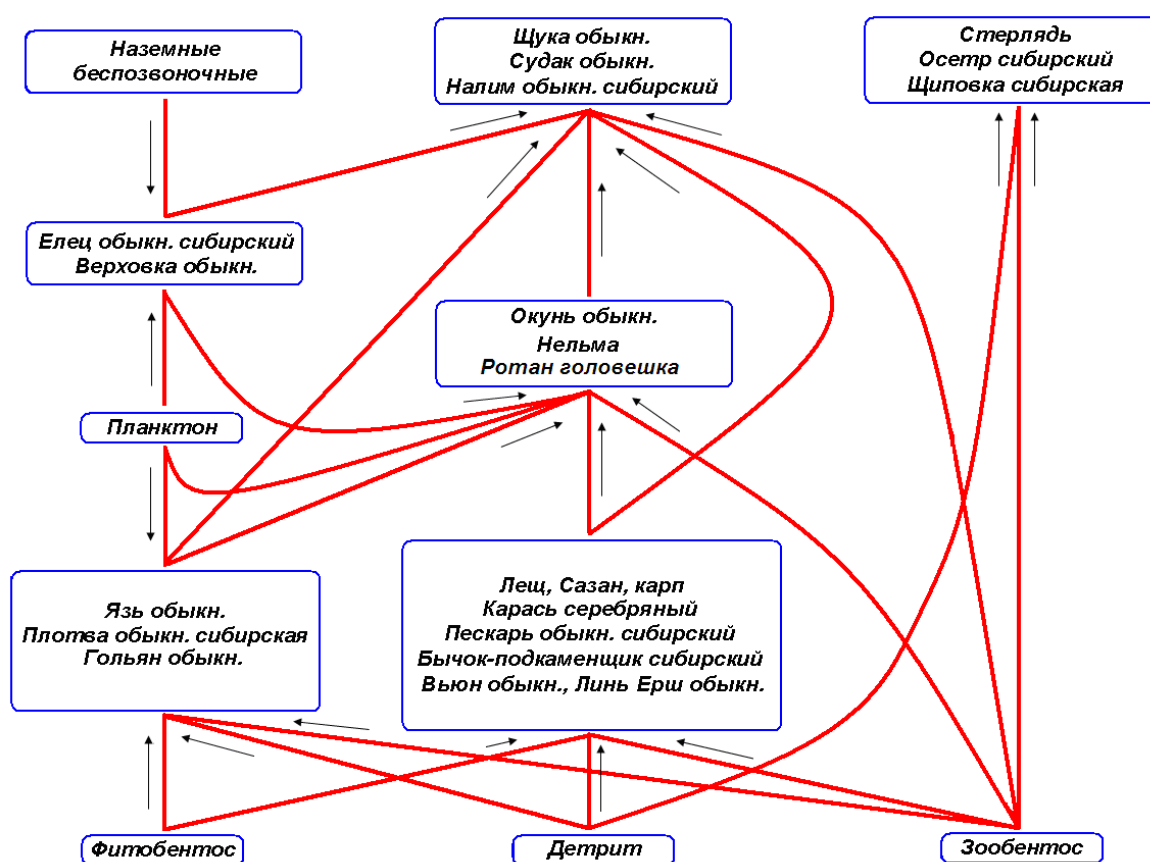 Наземные
беспозвоночные
Щука обыкн.
Судак обыкн.
Налим обыкн. сибирский
Стерлядь
Осетр сибирский
Щиповка сибирская
Елец обыкн. сибирский
Верховка обыкн.
Окунь обыкн.
Нельма
Ротан головешка
Планктон
Язь обыкн.
Плотва обыкн. сибирская
Гольян обыкн.
Лещ, Сазан, карп
Карась серебряный
Пескарь обыкн. сибирский
Бычок-подкаменщик сибирский
Вьюн обыкн., Линь Ерш обыкн.
Фитобентос
Детрит
Зообентос